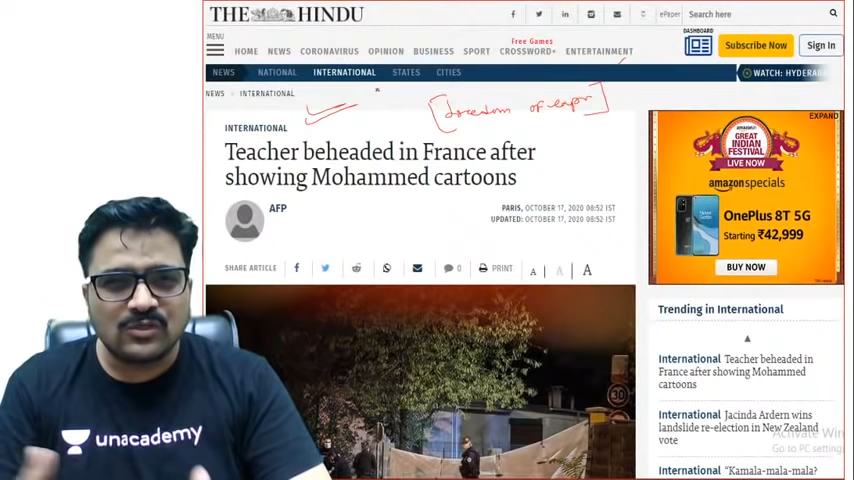 THE HINDU
ePaper
Search here
MENU
HOME NEWS CORONAVIRUS OPINION BUSINESS SPORT CROSSWORD+ ENTERTAINMENT
Free Games
DASHBOARD
Subscribe Now
Sign In
NEWS NATIONAL INTERNATIONAL STATES CITIES
WATCH: HYDERABA
NEWS > INTERNATIONAL
[freedom of expr]
INTERNATIONAL
Teacher beheaded in France after
showing Mohammed cartoons
AFP
PARIS, OCTOBER 17, 2020 08:52 IST
UPDATED: OCTOBER 17, 2020 08:52 IST
SHARE ARTICLE
0
PRINT
A A A
EXPAND
amazon
GREAT
INDIAN
FESTIVAL
LIVE NOW
amazonspecials
OnePlus 8T 5G
Starting ₹42,999
BUY NOW
Trending in International
International Teacher beheaded in
France after showing Mohammed
cartoons
International Jacinda Ardern wins
landslide re-election in New Zealand
vote
International "Kamala-mala-mala?
Activate Win
Go to PC setting
30
unacademy